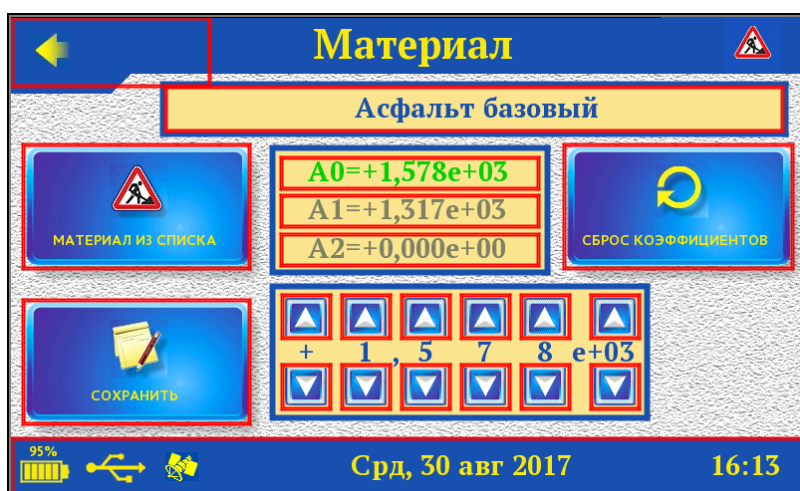 Материал
Асфальт базовый
A0=+1,578e+03
A1=+1,317e+03
A2=+0,000e+00
МАТЕРИАЛ ИЗ СПИСКА
СБРОС КОЭФФИЦИЕНТОВ
+ 1 , 5 7 8 e+03
СОХРАНИТЬ
95%
Срд, 30 авг 2017 16:13